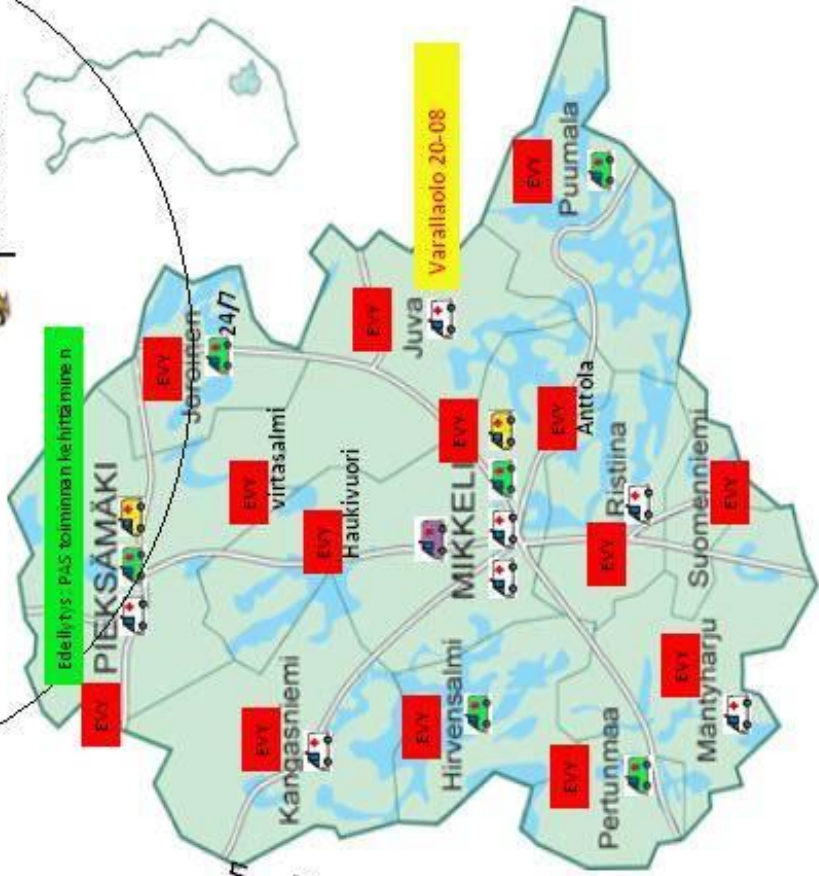 Edellytys: PAS toiminnan kehittäminen
EVY
PIEKSÄMÄKI
EVY
Joroinen
24/7
EVY
virtasalmi
EVY
Kangasniemi
EVY
Haukivuori
EVY
Juva
Varallaolo 20-08
EVY
Hirvensalmi
EVY
MIKKELI
EVY
Puumala
EVY
Anttola
EVY
Pertunmaa
EVY
Ristiina
EVY
Mäntyharju
Suomenniemi
EVY